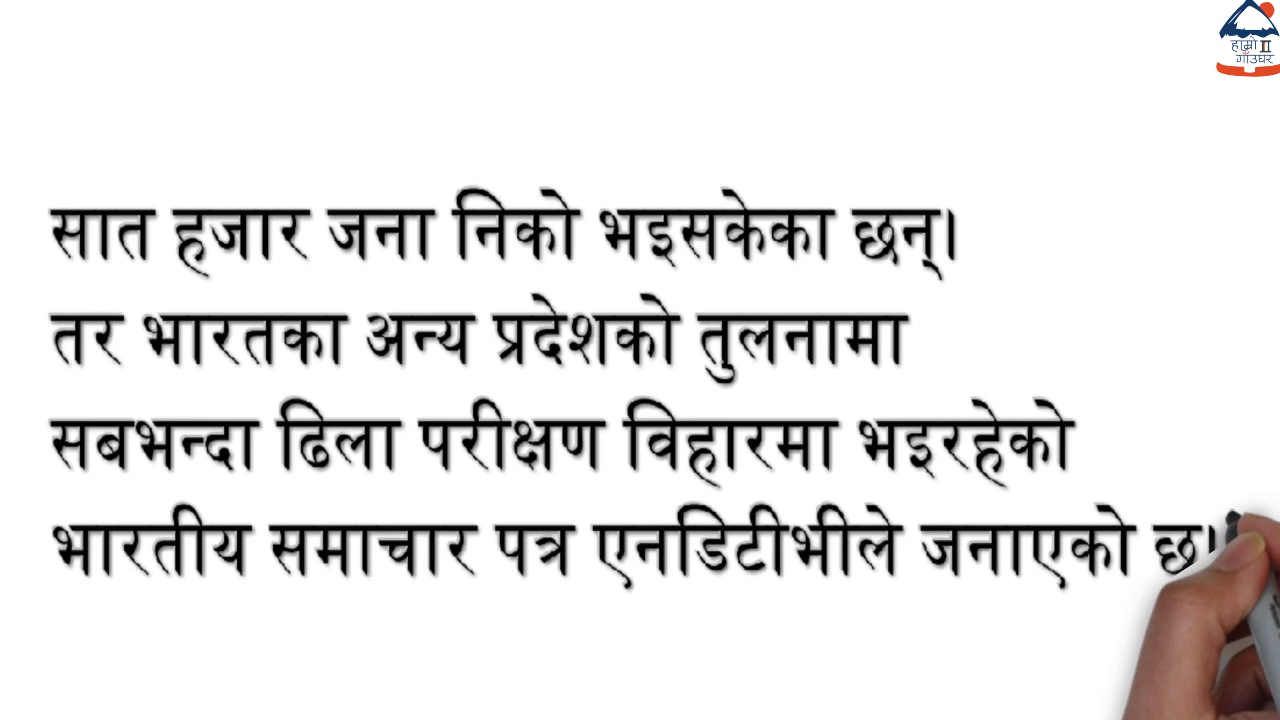 हाम्रो
गाँउघर
सात हजार जना निको भइसकेका छन्।
तर भारतका अन्य प्रदेशको तुलनामा
सबभन्दा ढिला परीक्षण विहारमा भइरहेको
भारतीय समाचार पत्र एनडिटीभीले जनाएको छ।